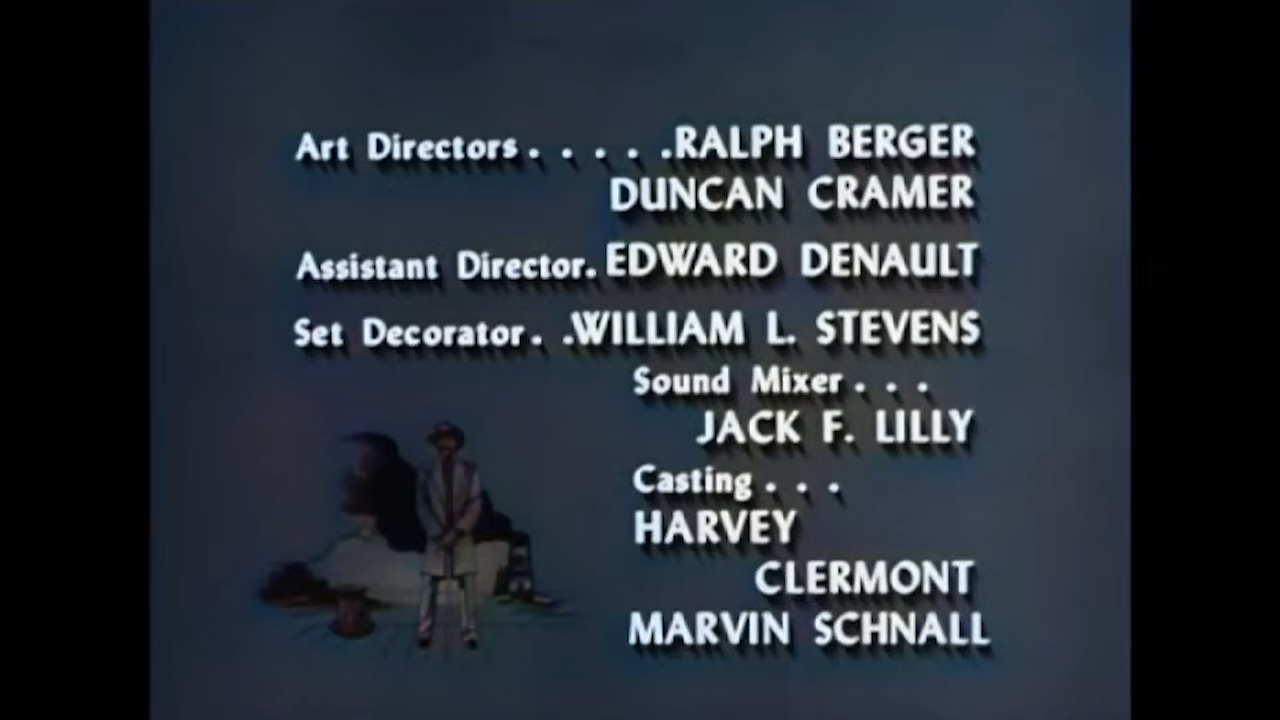 Art Directors . . . . . RALPH BERGER
DUNCAN CRAMER
Assistant Director. EDWARD DENAULT
Set Decorator. . WILLIAM L. STEVENS
Sound Mixer . . .
JACK F. LILLY
Casting . . .
HARVEY
CLERMONT
MARVIN SCHNALL